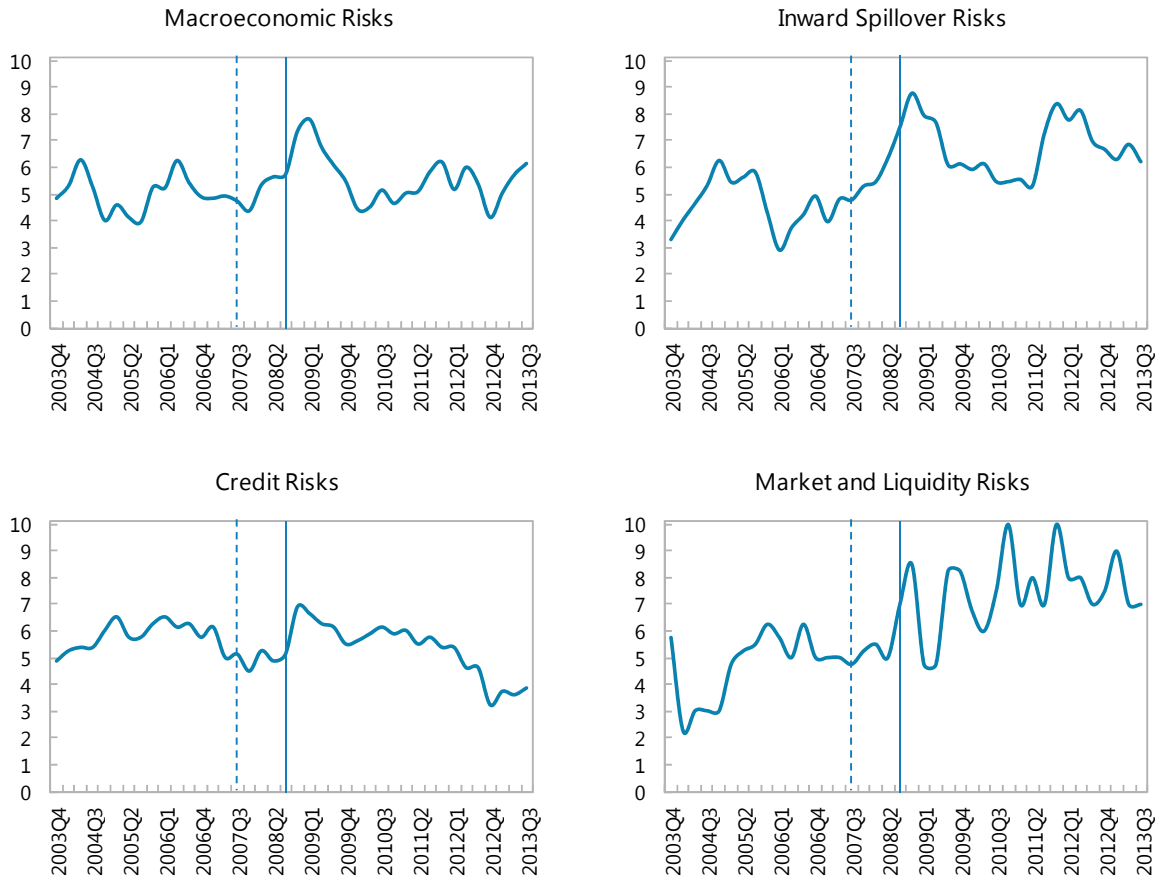 Macroeconomic Risks
10
9
8
7
6
5
4
3
2
1
0
2003Q4
2004Q3
2005Q2
2006Q1
2006Q4
2007Q3
2008Q2
2009Q1
2009Q4
2010Q3
2011Q2
2012Q1
2012Q4
2013Q3
Inward Spillover Risks
10
9
8
7
6
5
4
3
2
1
0
2003Q4
2004Q3
2005Q2
2006Q1
2006Q4
2007Q3
2008Q2
2009Q1
2009Q4
2010Q3
2011Q2
2012Q1
2012Q4
2013Q3
Credit Risks
10
9
8
7
6
5
4
3
2
1
0
2003Q4
2004Q3
2005Q2
2006Q1
2006Q4
2007Q3
2008Q2
2009Q1
2009Q4
2010Q3
2011Q2
2012Q1
2012Q4
2013Q3
Market and Liquidity Risks
10
9
8
7
6
5
4
3
2
1
0
2003Q4
2004Q3
2005Q2
2006Q1
2006Q4
2007Q3
2008Q2
2009Q1
2009Q4
2010Q3
2011Q2
2012Q1
2012Q4
2013Q3